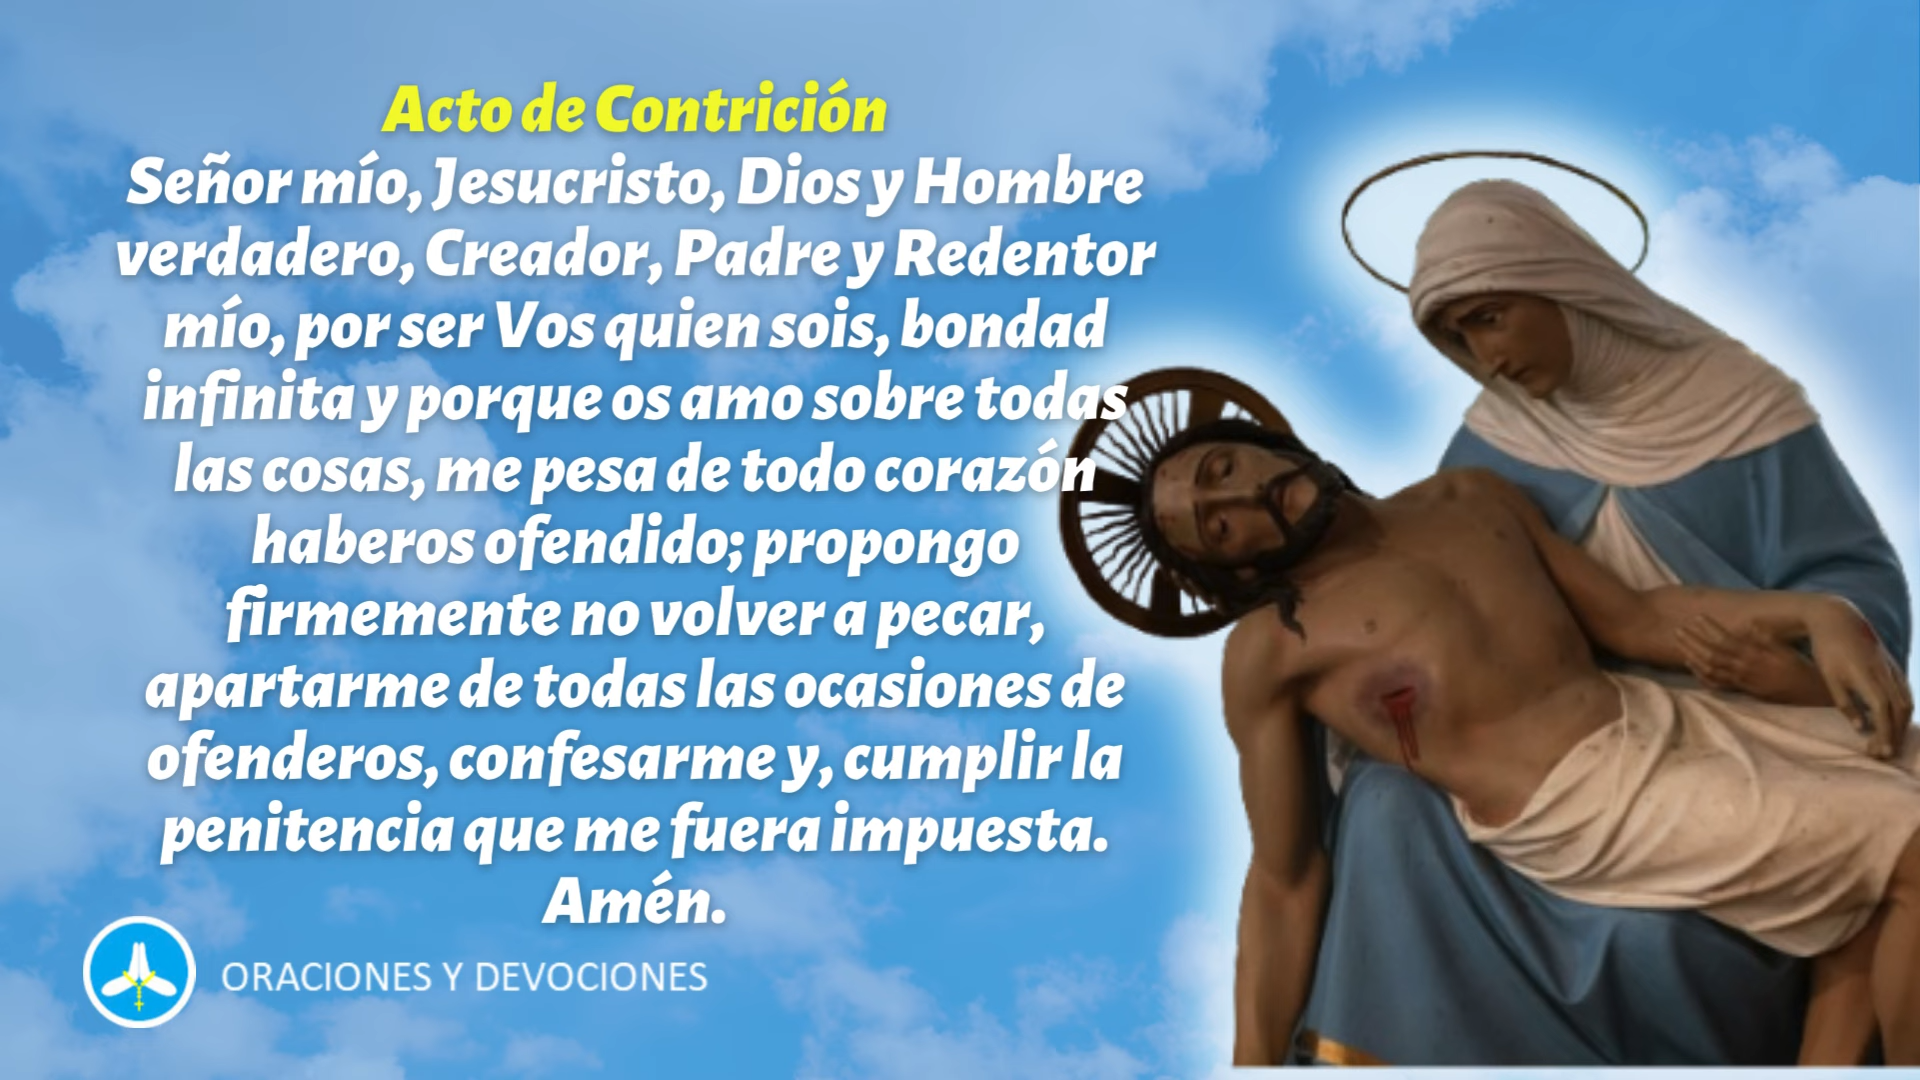 Acto de Contrición
Señor mío, Jesucristo, Dios y Hombre
verdadero, Creador, Padre y Redentor
mío, por ser Vos quien sois, bondad
infinita y porque os amo sobre todas
las cosas, me pesa de todo corazón
haberos ofendido; propongo
firmemente no volver a pecar,
apartarme de todas las ocasiones de
ofenderos, confesarme y, cumplir la
penitencia que me fuera impuesta.
Amén.
ORACIONES Y DEVOCIONES